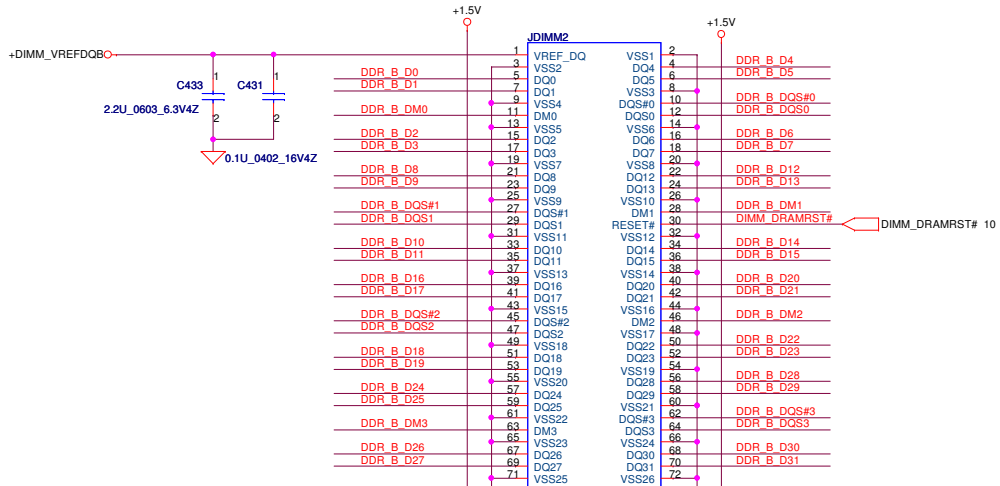 +1.5V
+1.5V
JDIMM2
+DIMM_VREFDQB
1 VREF_DQ VSS1 2
3 VSS2 DQ4 4 DDR_B_D4
DDR_B_D0 5 DQ0 DQ5 6 DDR_B_D5
DDR_B_D1 7 DQ1 VSS3 8
9 VSS4 DQS#0 10 DDR_B_DQS#0
DDR_B_DM0 11 DM0 DQS0 12 DDR_B_DQS0
13 VSS5 VSS6 14
DDR_B_D2 15 DQ2 DQ6 16 DDR_B_D6
DDR_B_D3 17 DQ3 DQ7 18 DDR_B_D7
19 VSS7 VSS8 20
DDR_B_D8 21 DQ8 DQ12 22 DDR_B_D12
DDR_B_D9 23 DQ9 DQ13 24 DDR_B_D13
25 VSS9 VSS10 26
DDR_B_DQS#1 27 DQS#1 DM1 28 DDR_B_DM1
DDR_B_DQS1 29 DQS1 RESET# 30 DIMM_DRAMRST# DIMM_DRAMRST# 10
31 VSS11 VSS12 32
DDR_B_D10 33 DQ10 DQ14 34 DDR_B_D14
DDR_B_D11 35 DQ11 DQ15 36 DDR_B_D15
37 VSS13 VSS14 38
DDR_B_D16 39 DQ16 DQ20 40 DDR_B_D20
DDR_B_D17 41 DQ17 DQ21 42 DDR_B_D21
43 VSS15 VSS16 44
DDR_B_DQS#2 45 DQS#2 DM2 46 DDR_B_DM2
DDR_B_DQS2 47 DQS2 VSS17 48
49 VSS18 DQ22 50 DDR_B_D22
DDR_B_D18 51 DQ18 DQ23 52 DDR_B_D23
DDR_B_D19 53 DQ19 VSS19 54
55 VSS20 DQ28 56 DDR_B_D28
DDR_B_D24 57 DQ24 DQ29 58 DDR_B_D29
DDR_B_D25 59 DQ25 VSS21 60
61 VSS22 DQS#3 62 DDR_B_DQS#3
DDR_B_DM3 63 DM3 DQS3 64 DDR_B_DQS3
65 VSS23 VSS24 66
DDR_B_D26 67 DQ26 DQ30 68 DDR_B_D30
DDR_B_D27 69 DQ27 DQ31 70 DDR_B_D31
71 VSS25 VSS26 72
1 1
C433 C431
2.2U_0603_6.3V4Z
2 2
0.1U_0402_16V4Z